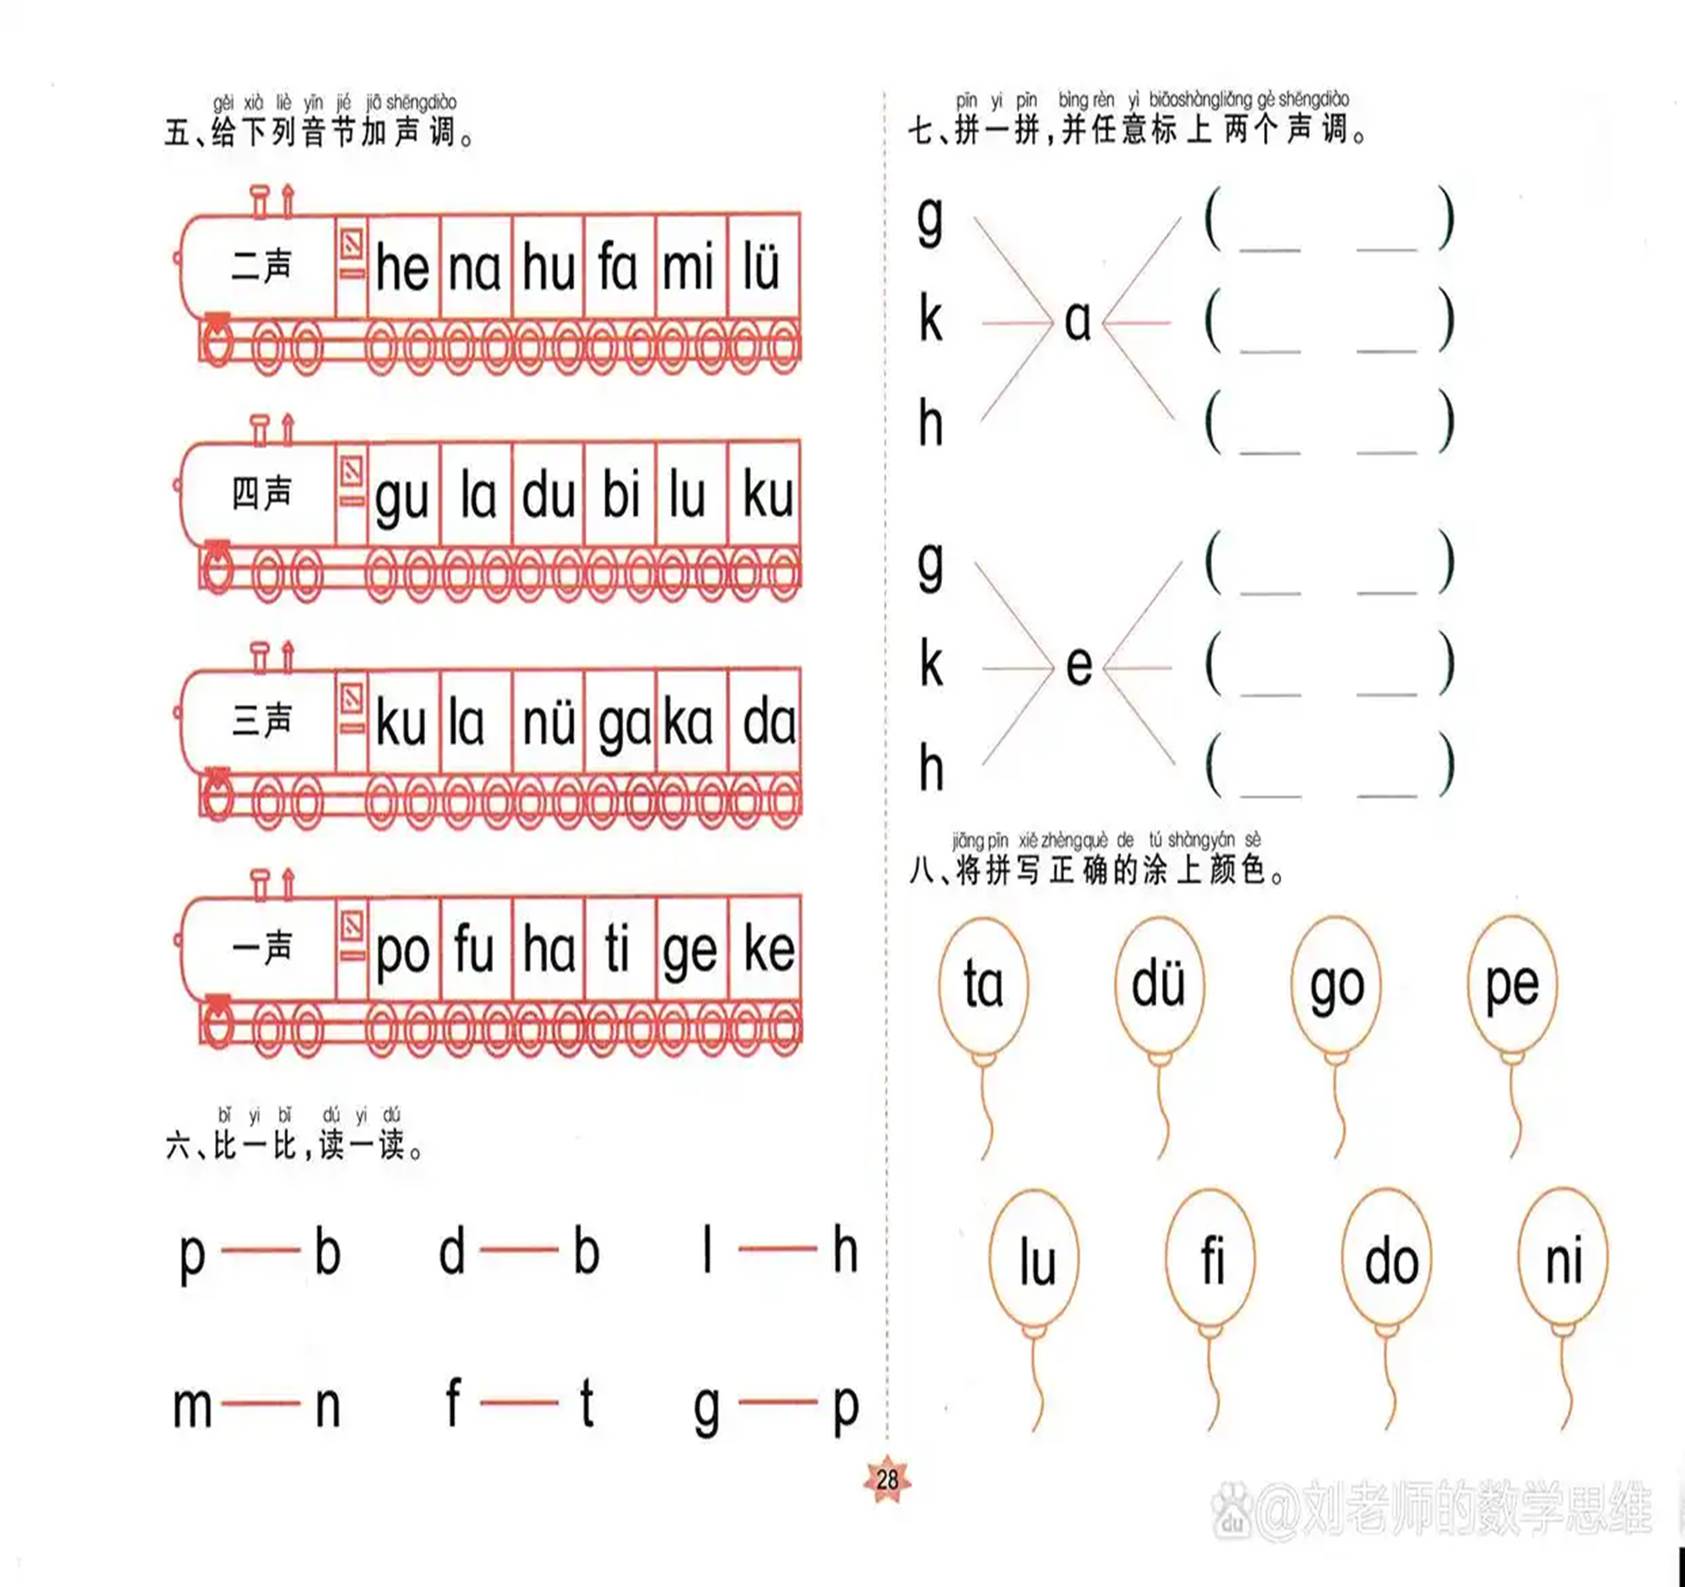 gěi xià liè yīn jié jiā shēngdiào
五、给下列音节加声调。
二声 he na hu fa mi lü
四声 gu la du bi lu ku
三声 ku la nü ga ka da
一声 po fu ha ti ge ke
bǐ yi bǐ dú yi dú
六、比一比,读一读。
p — b d — b l — h
m — n f — t g — p
pīn yi pīn bìng rèn yì biāoshàngliǎng gè shēngdiào
七、拼一拼,并任意标上两个声调。
g ( __ __ )
k a ( __ __ )
h ( __ __ )
g ( __ __ )
k e ( __ __ )
h ( __ __ )
jiāng pīn xiě zhèngquè de tú shàngyán sè
八、将拼写正确的涂上颜色。
ta dü go pe
lu fi do ni
28
du @刘老师的数学思维